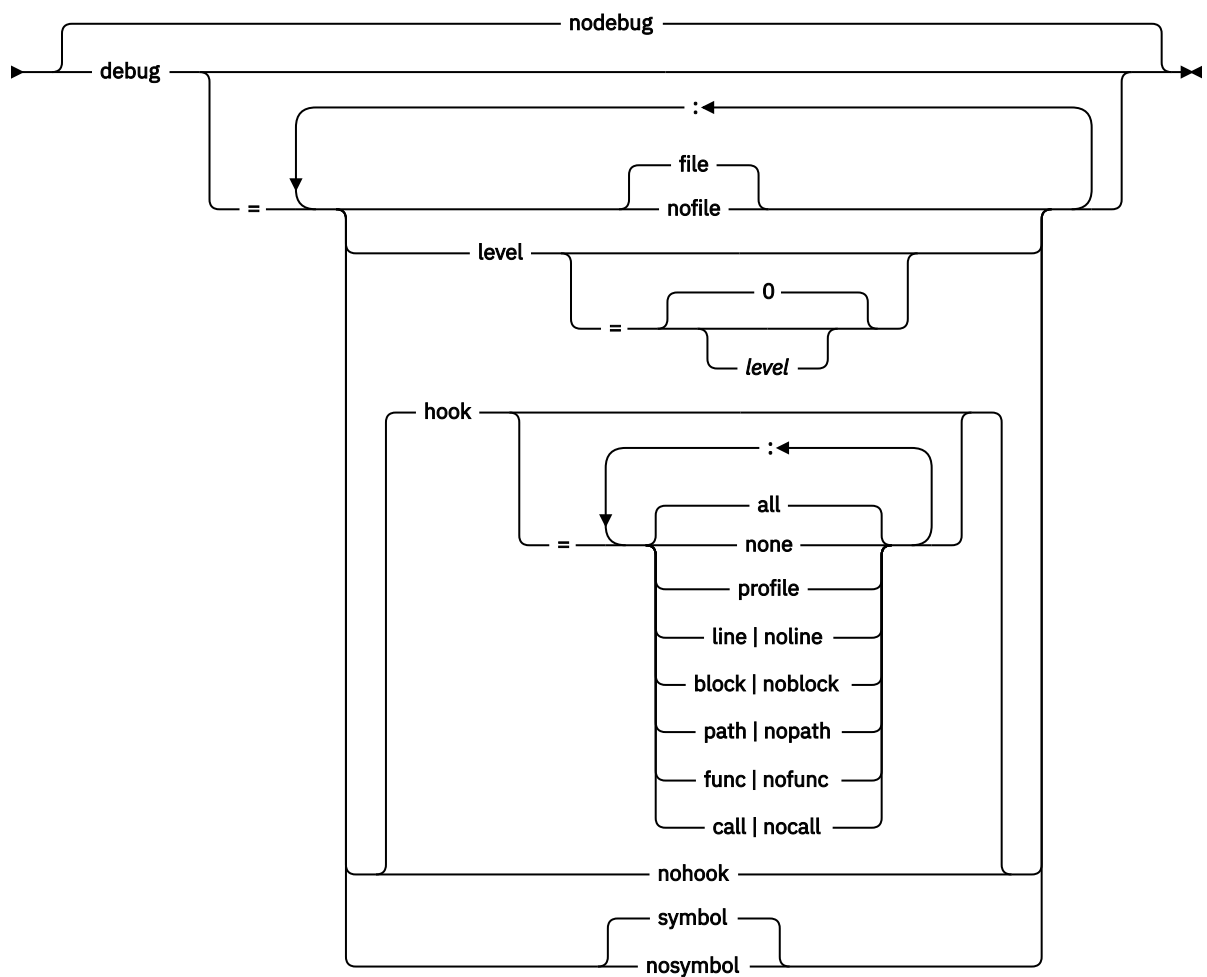 nodebug
debug
:
file
= nofile
level
0
=
level
hook
:
all
= none
profile
line | noline
block | noblock
path | nopath
func | nofunc
call | nocall
nohook
symbol
nosymbol